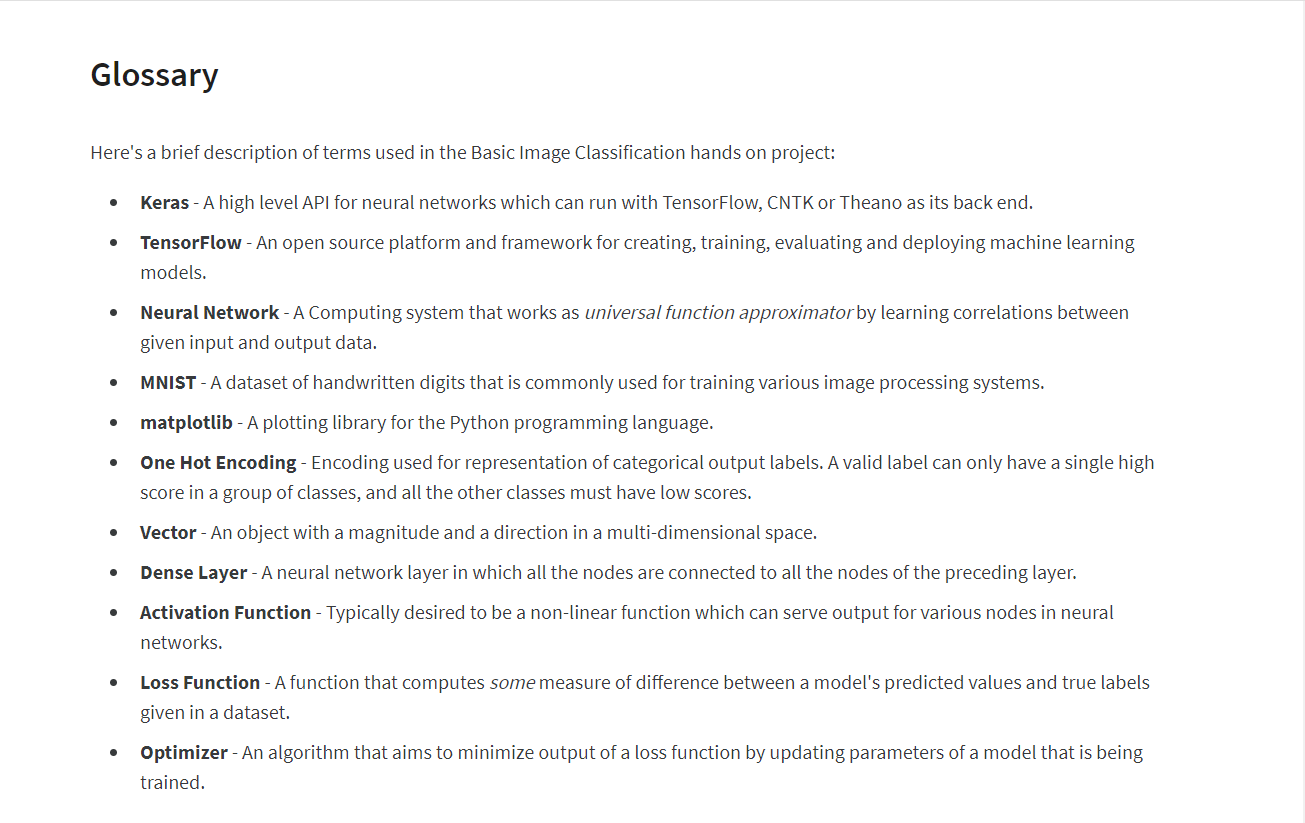 Glossary
Here's a brief description of terms used in the Basic Image Classification hands on project:
Keras - A high level API for neural networks which can run with TensorFlow, CNTK or Theano as its back end.
TensorFlow - An open source platform and framework for creating, training, evaluating and deploying machine learning
models.
Neural Network - A Computing system that works as universal function approximator by learning correlations between
given input and output data.
MNIST - A dataset of handwritten digits that is commonly used for training various image processing systems.
matplotlib - A plotting library for the Python programming language.
One Hot Encoding - Encoding used for representation of categorical output labels. A valid label can only have a single high
score in a group of classes, and all the other classes must have low scores.
Vector - An object with a magnitude and a direction in a multi-dimensional space.
Dense Layer - A neural network layer in which all the nodes are connected to all the nodes of the preceding layer.
Activation Function - Typically desired to be a non-linear function which can serve output for various nodes in neural
networks.
Loss Function - A function that computes some measure of difference between a model's predicted values and true labels
given in a dataset.
Optimizer - An algorithm that aims to minimize output of a loss function by updating parameters of a model that is being
trained.